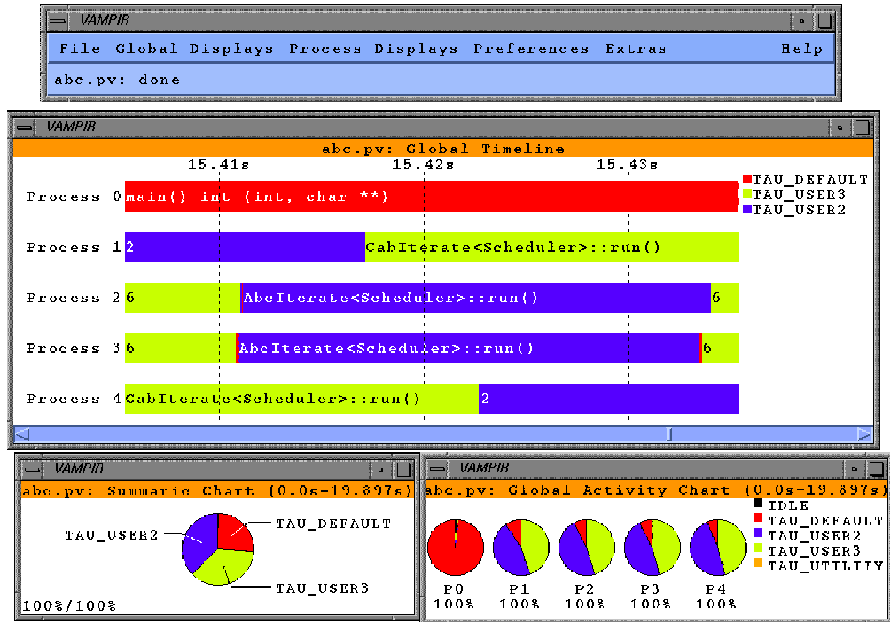 VAMPIR
File Global Displays Process Displays Preferences Extras Help
abc.pv: done
VAMPIR
abc.pv: Global Timeline
15.41s 15.42s 15.43s
Process 0 main() int (int, char **)
TAU_DEFAULT
TAU_USER3
TAU_USER2
Process 1 2 CabIterate<Scheduler>::run()
Process 2 6 AbcIterate<Scheduler>::run() 6
Process 3 6 AbcIterate<Scheduler>::run() 6
Process 4 CabIterate<Scheduler>::run() 2
VAMPIR
abc.pv: Summaric Chart (0.0s-19.897s)
TAU_DEFAULT
TAU_USER2
TAU_USER3
100%/100%
VAMPIR
abc.pv: Global Activity Chart (0.0s-19.897s)
IDLE
TAU_DEFAULT
TAU_USER2
TAU_USER3
TAU_UTILITY
P0 P1 P2 P3 P4
100% 100% 100% 100% 100%